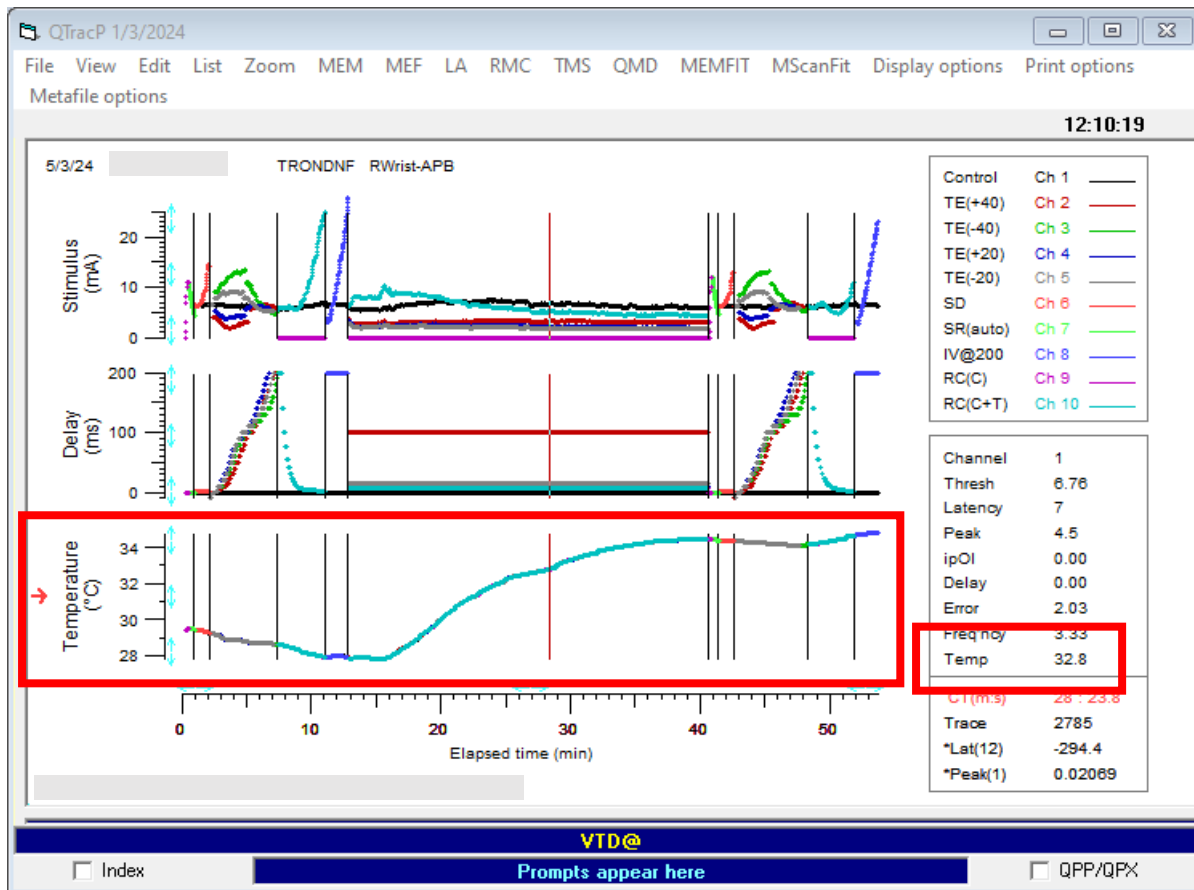 QTracP 1/3/2024
File View Edit List Zoom MEM MEF LA RMC TMS QMD MEMFIT MScanFit Display options Print options
Metafile options
12:10:19
5/3/24 TRONDNF RWrist-APB
Stimulus
(mA)
20
10
0
Delay
(ms)
200
100
0
Temperature
(°C)
34
32
30
28
0 10 20 30 40 50
Elapsed time (min)
Control Ch 1
TE(+40) Ch 2
TE(-40) Ch 3
TE(+20) Ch 4
TE(-20) Ch 5
SD Ch 6
SR(auto) Ch 7
IV@200 Ch 8
RC(C) Ch 9
RC(C+T) Ch 10
Channel 1
Thresh 6.76
Latency 7
Peak 4.5
ipOI 0.00
Delay 0.00
Error 2.03
Freq'ncy 3.33
Temp 32.8
CT(m:s) 28 : 23.8
Trace 2785
*Lat(12) -294.4
*Peak(1) 0.02069
VTD@
Index
Prompts appear here
QPP/QPX